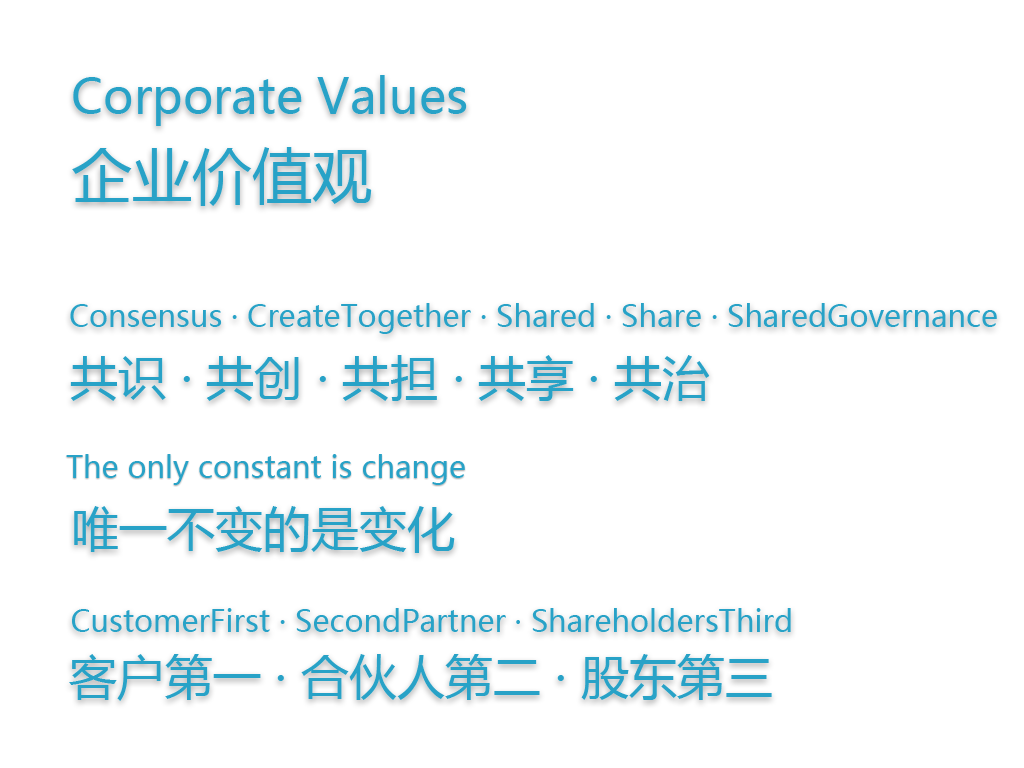 Corporate Values
企业价值观
Consensus · CreateTogether · Shared · Share · SharedGovernance
共识 · 共创 · 共担 · 共享 · 共治
The only constant is change
唯一不变的是变化
CustomerFirst · SecondPartner · ShareholdersThird
客户第一 · 合伙人第二 · 股东第三